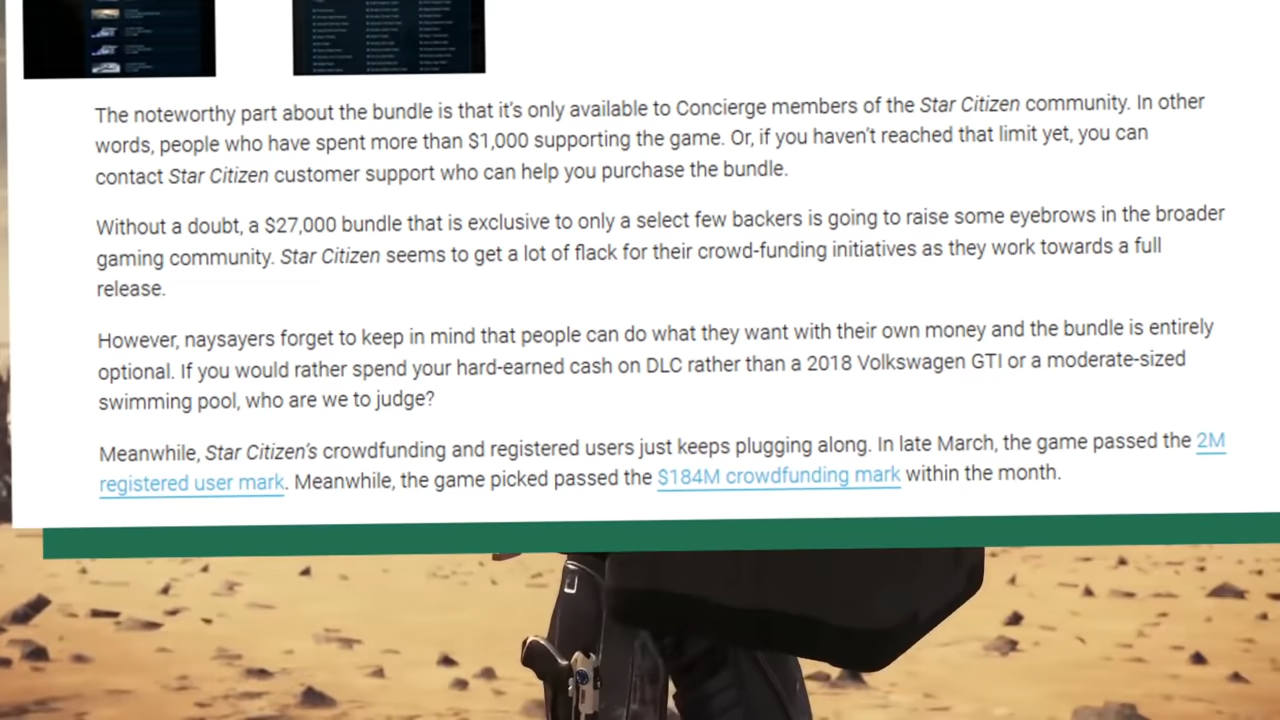 The noteworthy part about the bundle is that it's only available to Concierge members of the Star Citizen community. In other
words, people who have spent more than $1,000 supporting the game. Or, if you haven't reached that limit yet, you can
contact Star Citizen customer support who can help you purchase the bundle.
Without a doubt, a $27,000 bundle that is exclusive to only a select few backers is going to raise some eyebrows in the broader
gaming community. Star Citizen seems to get a lot of flack for their crowd-funding initiatives as they work towards a full
release.
However, naysayers forget to keep in mind that people can do what they want with their own money and the bundle is entirely
optional. If you would rather spend your hard-earned cash on DLC rather than a 2018 Volkswagen GTI or a moderate-sized
swimming pool, who are we to judge?
Meanwhile, Star Citizen's crowdfunding and registered users just keeps plugging along. In late March, the game passed the 2M
registered user mark. Meanwhile, the game picked passed the $184M crowdfunding mark within the month.